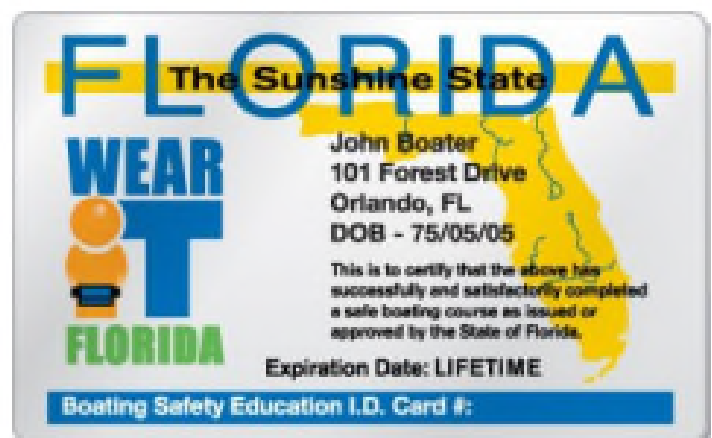 FLORIDA
The Sunshine State
WEAR
IT
FLORIDA
John Boater
101 Forest Drive
Orlando, FL
DOB - 75/05/05
This is to certify that the above has
successfully and satisfactorily completed
a safe boating course as issued or
approved by the State of Florida.
Expiration Date: LIFETIME
Boating Safety Education I.D. Card #: